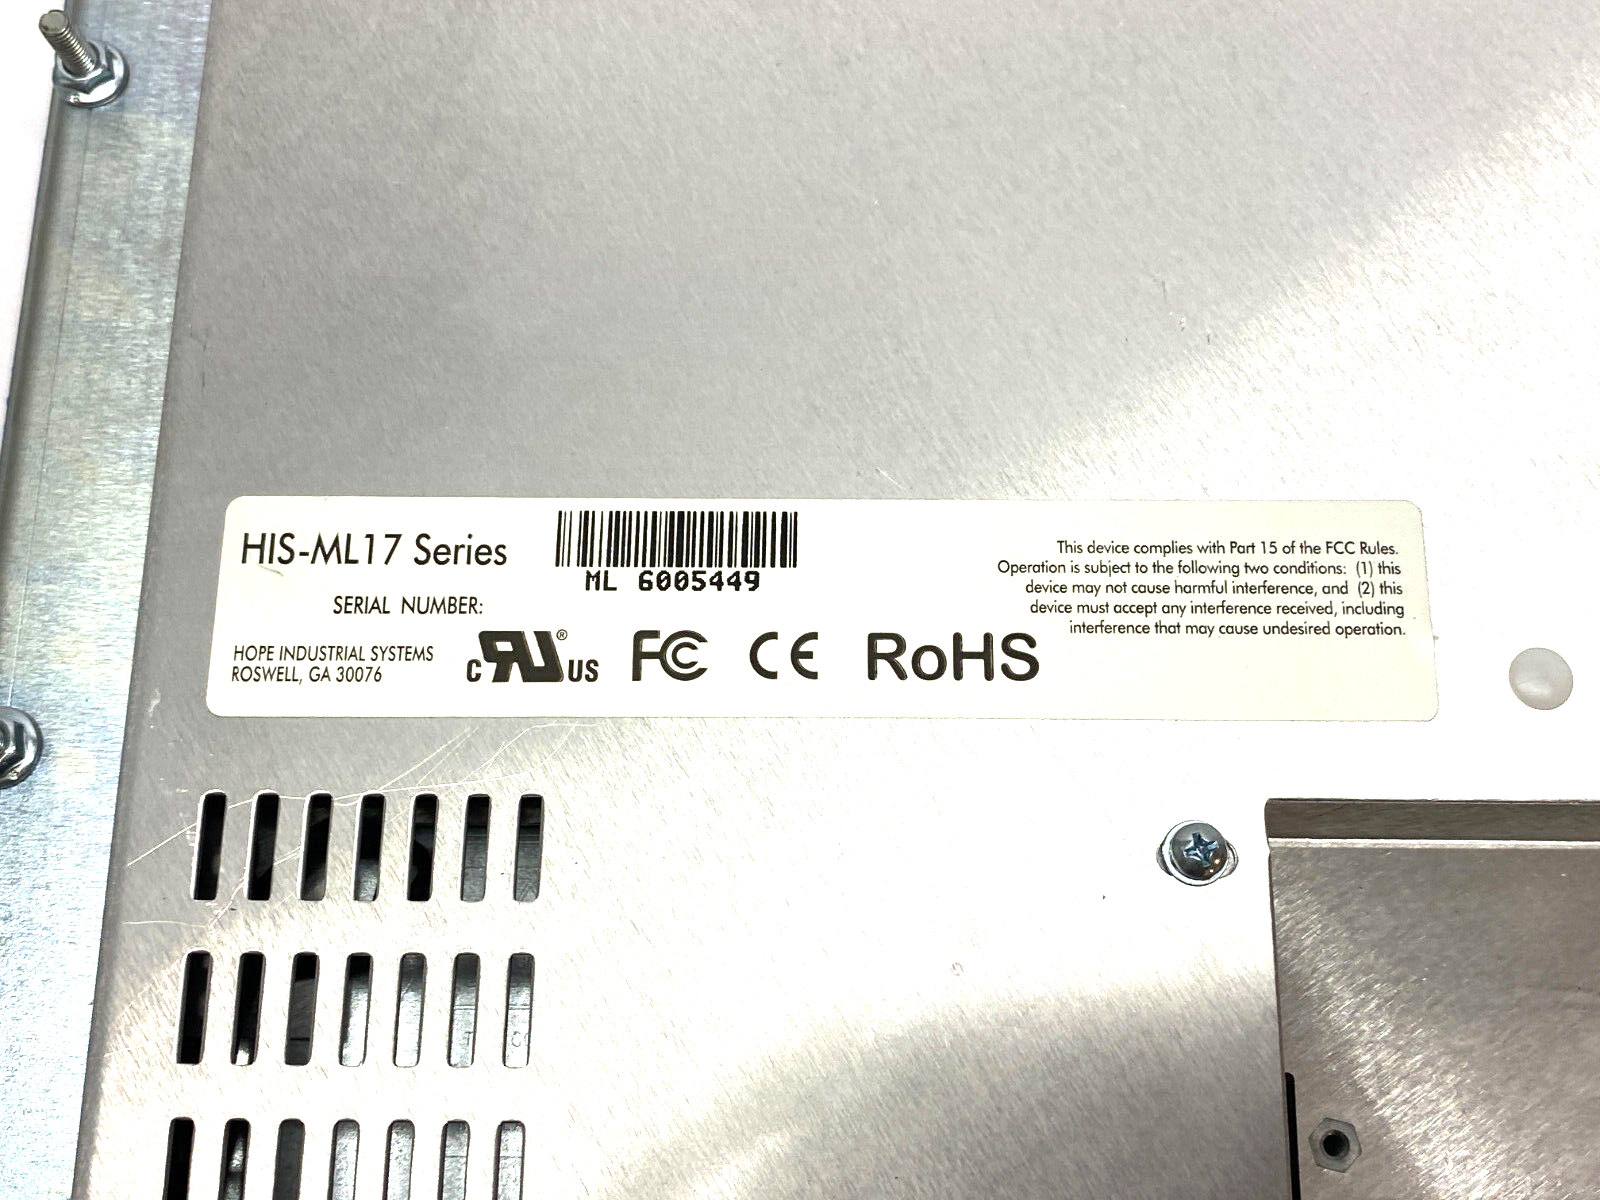 HIS-ML17 Series
ML 6005449
SERIAL NUMBER:
HOPE INDUSTRIAL SYSTEMS
ROSWELL, GA 30076
c RU ® US FC CE RoHS
This device complies with Part 15 of the FCC Rules.
Operation is subject to the following two conditions: (1) this
device may not cause harmful interference, and (2) this
device must accept any interference received, including
interference that may cause undesired operation.